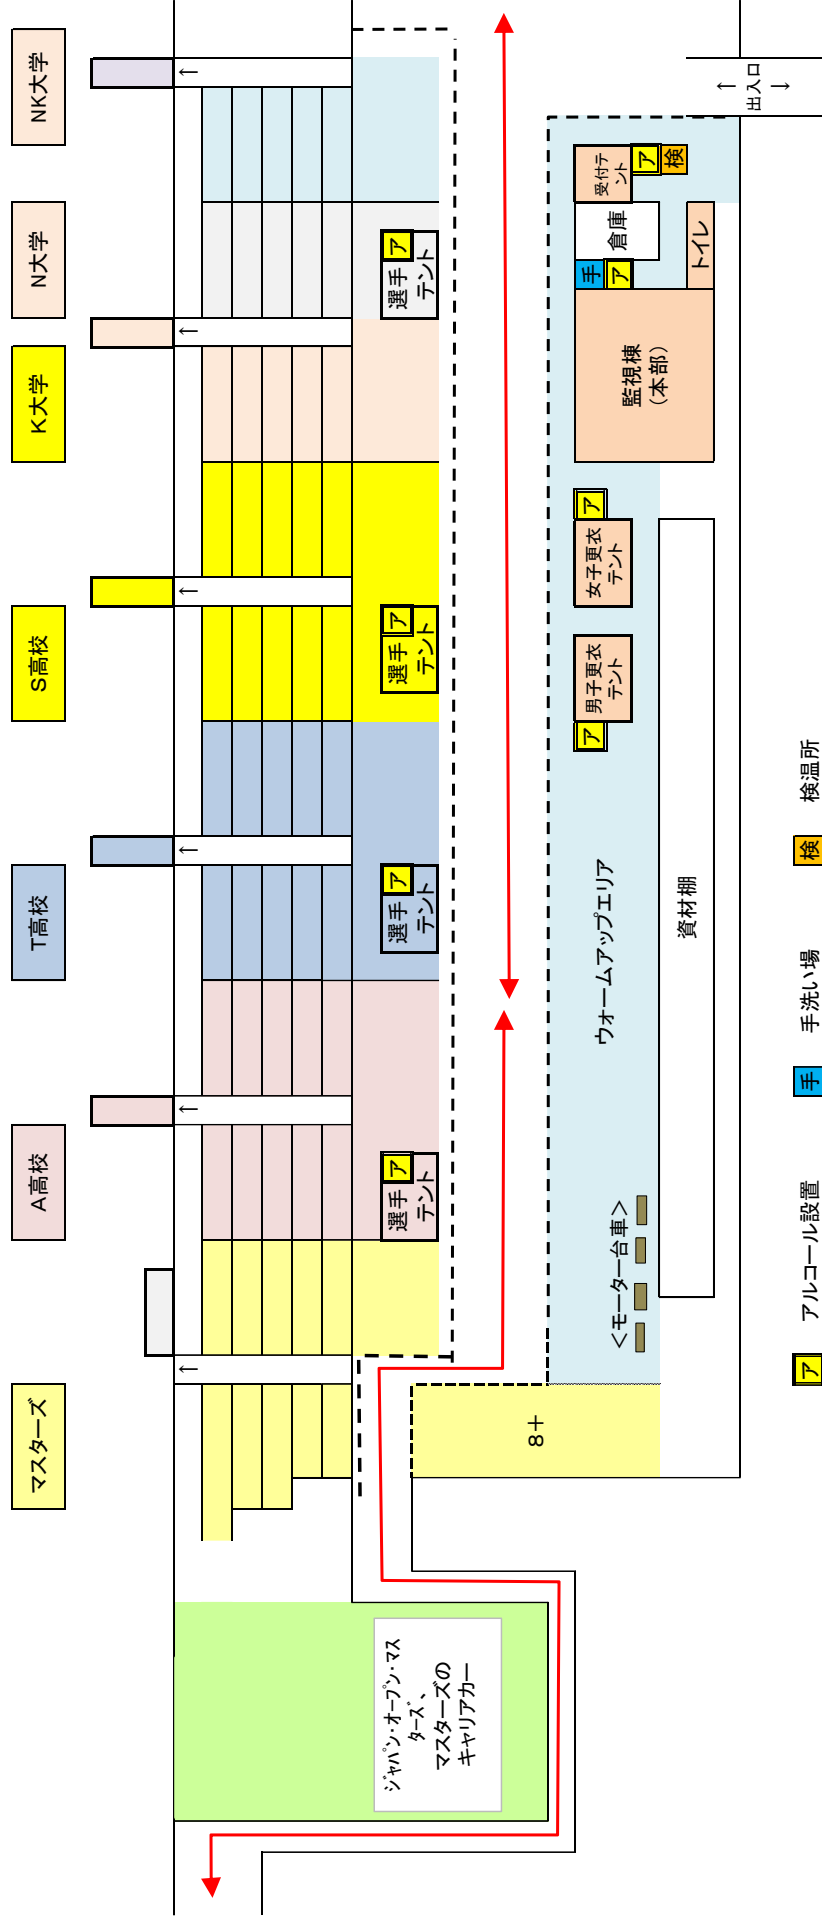 マスターズ
A高校
T高校
S高校
K大学
N大学
NK大学
↑
↑
↑
↑
↑
↑
選手
ア
テント
選手
ア
テント
選手
ア
テント
選手
ア
テント
ジャパン・オープン・マス
ターズ、
マスターズの
キャリアカー
8+
<モーター台車>
ウォームアップエリア
ア
男子更衣
テント
女子更衣
テント
ア
監視棟
(本部)
手
ア
倉庫
トイレ
受付テ
ント
ア
検
資材棚
↑
出入口
↓
ア アルコール設置
手 手洗い場
検 検温所